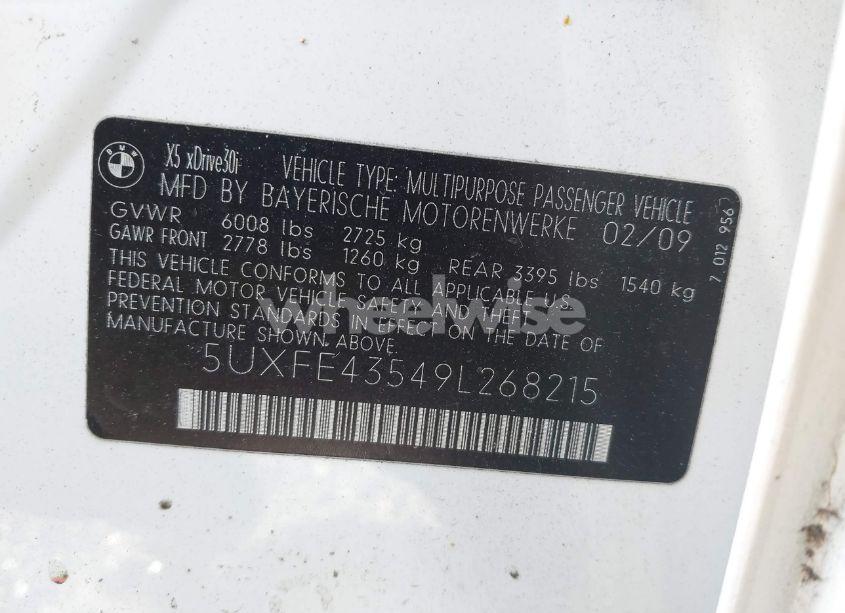 BMW
X5 xDrive30i VEHICLE TYPE: MULTIPURPOSE PASSENGER VEHICLE
MFD BY BAYERISCHE MOTORENWERKE 02/09
GVWR 6008 lbs 2725 kg
GAWR FRONT 2778 lbs 1260 kg REAR 3395 lbs 1540 kg
THIS VEHICLE CONFORMS TO ALL APPLICABLE U.S.
FEDERAL MOTOR VEHICLE SAFETY AND THEFT
PREVENTION STANDARDS IN EFFECT ON THE DATE OF
MANUFACTURE SHOWN ABOVE
5UXFE43549L268215
7 012 956
wheelwise